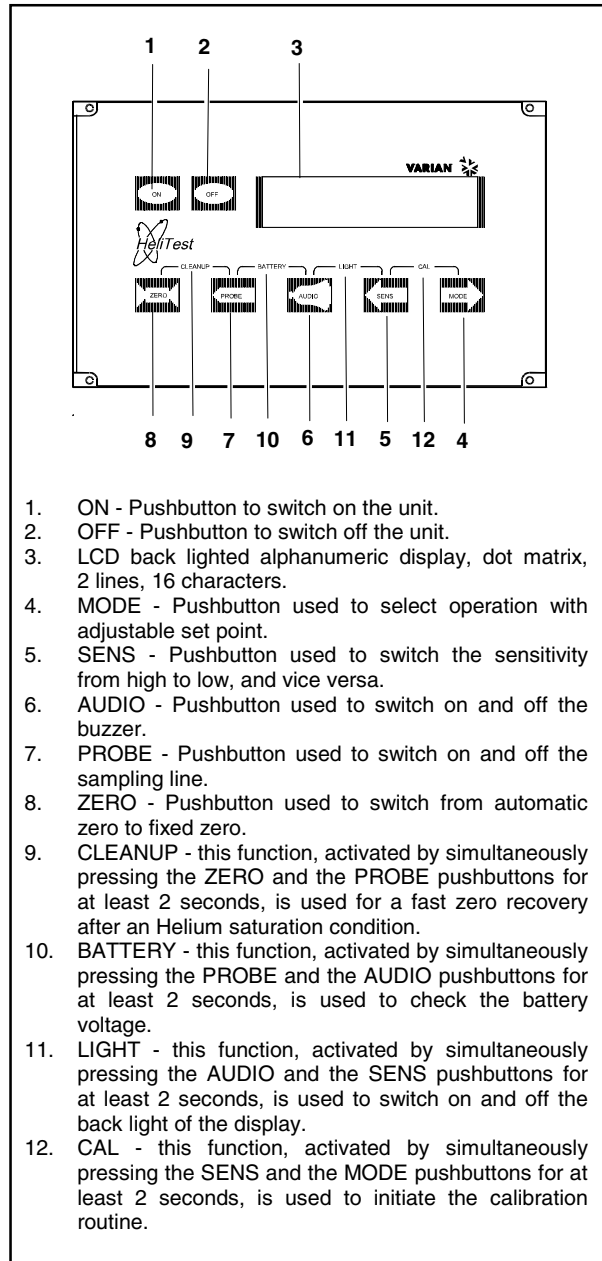 1 2 3
VARIAN
ON OFF
HeliTest
CLEANUP BATTERY LIGHT CAL
ZERO PROBE AUDIO SENS MODE
8 9 7 10 6 11 5 12 4
1. ON - Pushbutton to switch on the unit.
2. OFF - Pushbutton to switch off the unit.
3. LCD back lighted alphanumeric display, dot matrix,
2 lines, 16 characters.
4. MODE - Pushbutton used to select operation with
adjustable set point.
5. SENS - Pushbutton used to switch the sensitivity
from high to low, and vice versa.
6. AUDIO - Pushbutton used to switch on and off the
buzzer.
7. PROBE - Pushbutton used to switch on and off the
sampling line.
8. ZERO - Pushbutton used to switch from automatic
zero to fixed zero.
9. CLEANUP - this function, activated by simultaneously
pressing the ZERO and the PROBE pushbuttons for
at least 2 seconds, is used for a fast zero recovery
after an Helium saturation condition.
10. BATTERY - this function, activated by simultaneously
pressing the PROBE and the AUDIO pushbuttons for
at least 2 seconds, is used to check the battery
voltage.
11. LIGHT - this function, activated by simultaneously
pressing the AUDIO and the SENS pushbuttons for
at least 2 seconds, is used to switch on and off the
back light of the display.
12. CAL - this function, activated by simultaneously
pressing the SENS and the MODE pushbuttons for at
least 2 seconds, is used to initiate the calibration
routine.